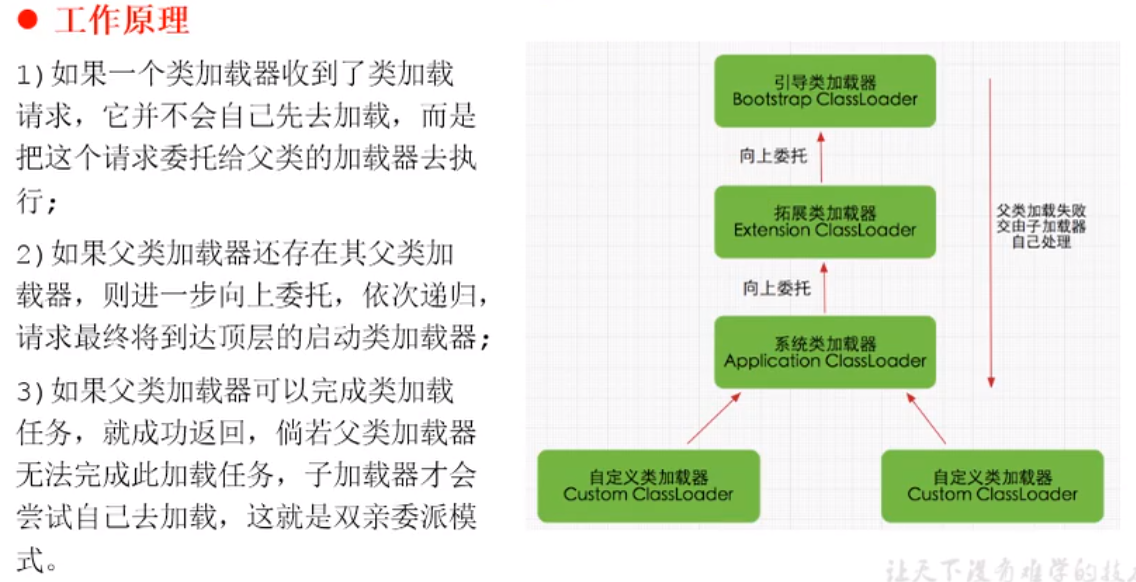 ● 工作原理
1)如果一个类加载器收到了类加载
请求，它并不会自己先去加载，而是
把这个请求委托给父类的加载器去执
行;
2)如果父类加载器还存在其父类加
载器，则进一步向上委托，依次递归，
请求最终将到达顶层的启动类加载器;
3)如果父类加载器可以完成类加载
任务，就成功返回，倘若父类加载器
无法完成此加载任务，子加载器才会
尝试自己去加载，这就是双亲委派模
式。
引导类加载器
Bootstrap ClassLoader
向上委托
拓展类加载器
Extension ClassLoader
向上委托
系统类加载器
Application ClassLoader
父类加载失败
交由子加载器
自己处理
自定义类加载器
Custom ClassLoader
自定义类加载器
Custom ClassLoader
让天下没有难学的技